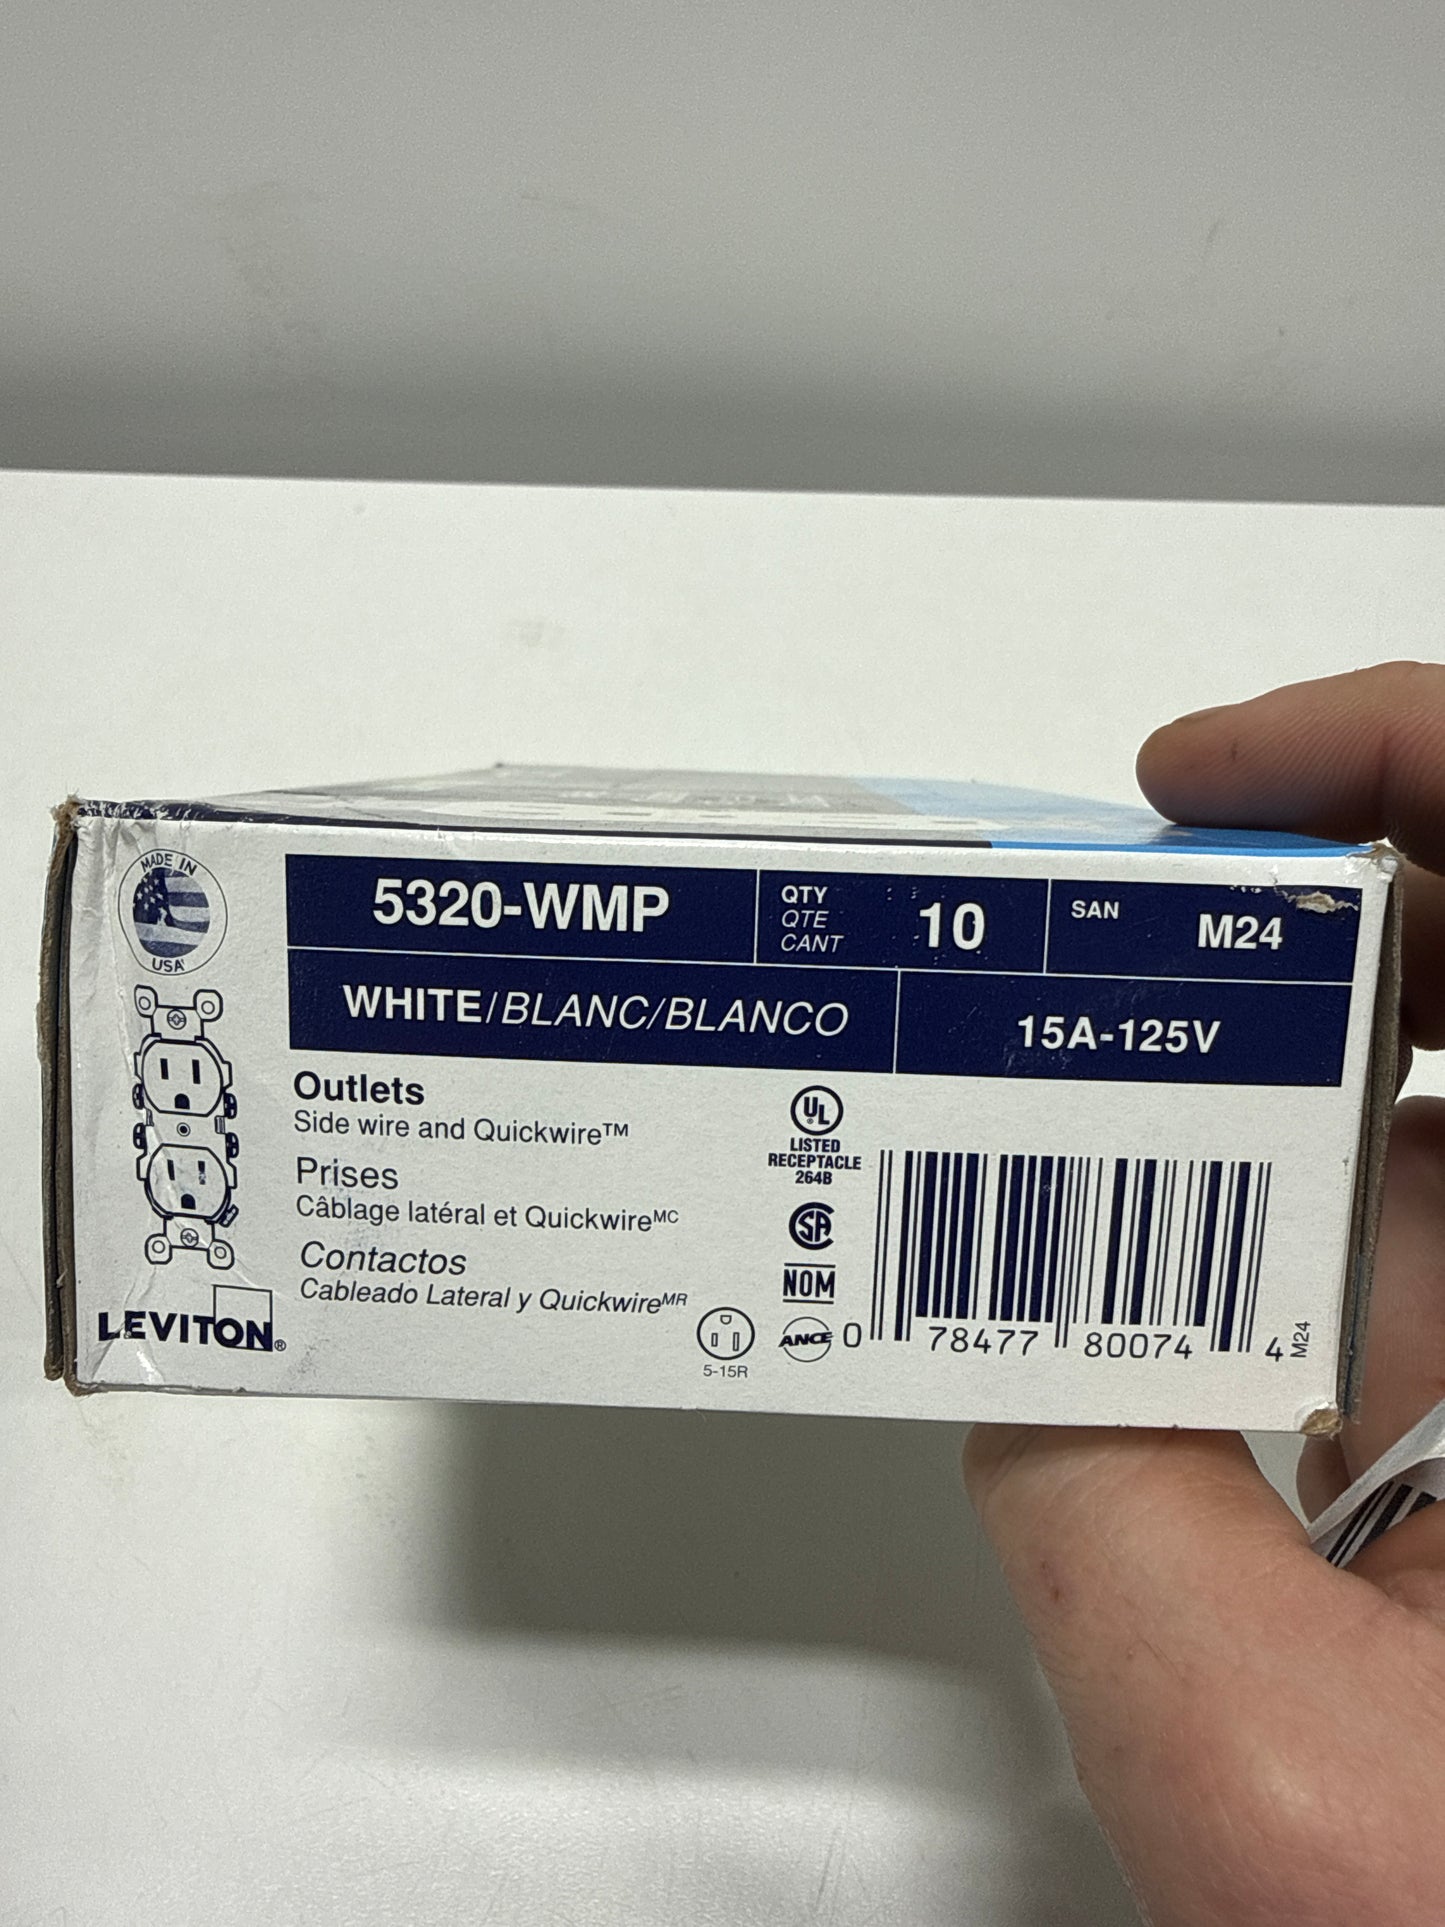 MADE IN
USA
5320-WMP
QTY
QTE
CANT
10
SAN
M24
WHITE/BLANC/BLANCO
15A-125V
Outlets
Side wire and Quickwire™
Prises
Câblage latéral et Quickwireᴹᶜ
Contactos
Cableado Lateral y Quickwireᴹᴿ
LEVITON®
5-15R
UL
LISTED
RECEPTACLE
264B
SA
NOM
ANCE
0 78477 80074 4
M24